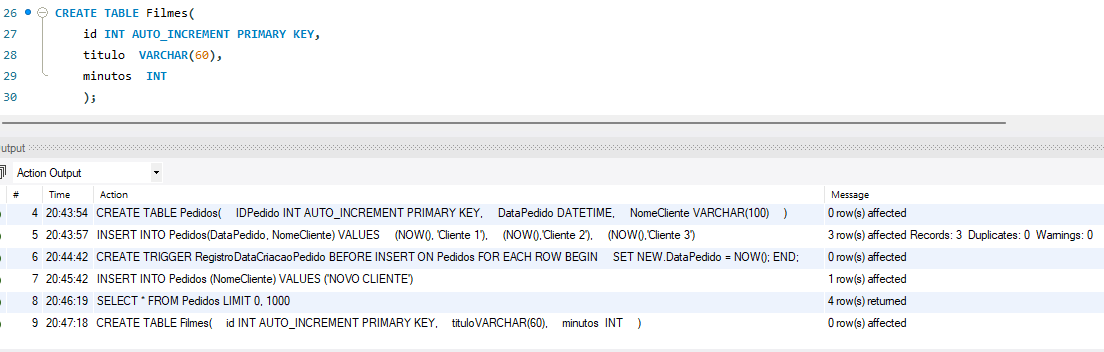 26 CREATE TABLE Filmes(
27 id INT AUTO_INCREMENT PRIMARY KEY,
28 titulo VARCHAR(60),
29 minutos INT
30 );
utput
Action Output
# Time Action Message
4 20:43:54 CREATE TABLE Pedidos( IDPedido INT AUTO_INCREMENT PRIMARY KEY, DataPedido DATETIME, NomeCliente VARCHAR(100) ) 0 row(s) affected
5 20:43:57 INSERT INTO Pedidos(DataPedido, NomeCliente) VALUES (NOW(), 'Cliente 1'), (NOW(),'Cliente 2'), (NOW(),'Cliente 3') 3 row(s) affected Records: 3 Duplicates: 0 Warnings: 0
6 20:44:42 CREATE TRIGGER RegistroDataCriacaoPedido BEFORE INSERT ON Pedidos FOR EACH ROW BEGIN SET NEW.DataPedido = NOW(); END; 0 row(s) affected
7 20:45:42 INSERT INTO Pedidos (NomeCliente) VALUES ('NOVO CLIENTE') 1 row(s) affected
8 20:46:19 SELECT * FROM Pedidos LIMIT 0, 1000 4 row(s) returned
9 20:47:18 CREATE TABLE Filmes( id INT AUTO_INCREMENT PRIMARY KEY, tituloVARCHAR(60), minutos INT ) 0 row(s) affected